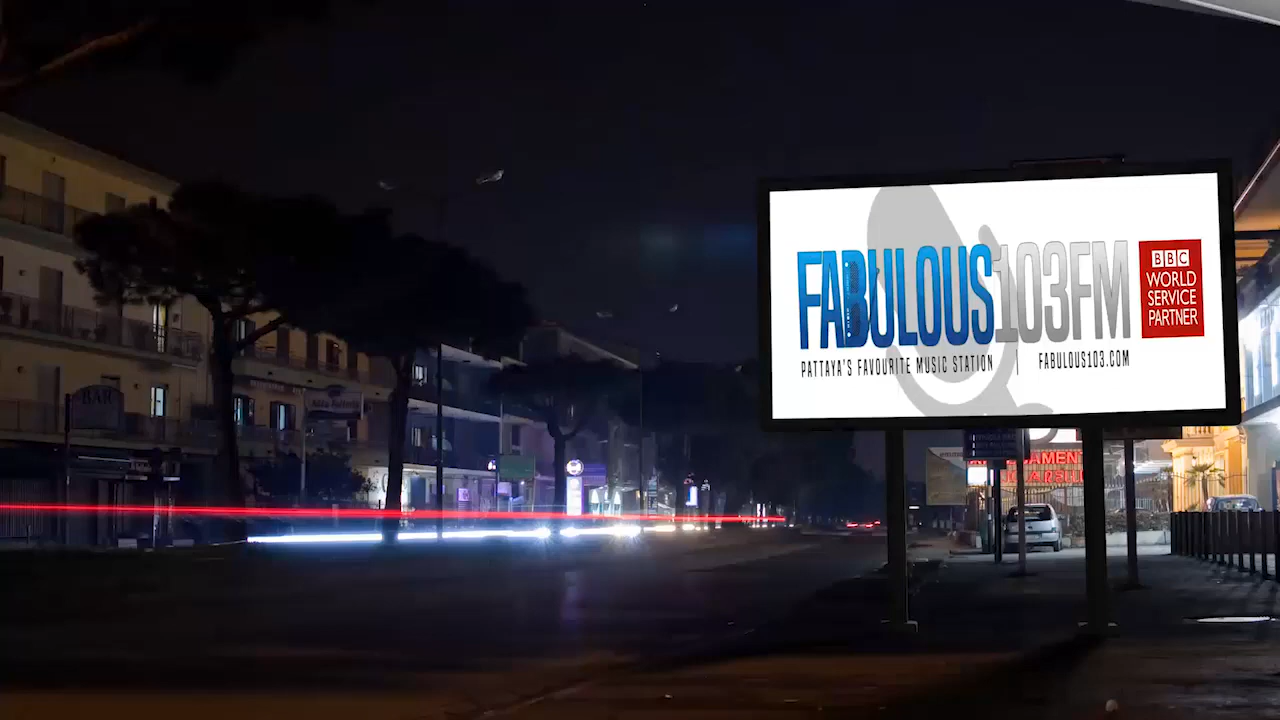 FABULOUS103FM
PATTAYA'S FAVOURITE MUSIC STATION | FABULOUS103.COM
BBC
WORLD
SERVICE
PARTNER
BAR